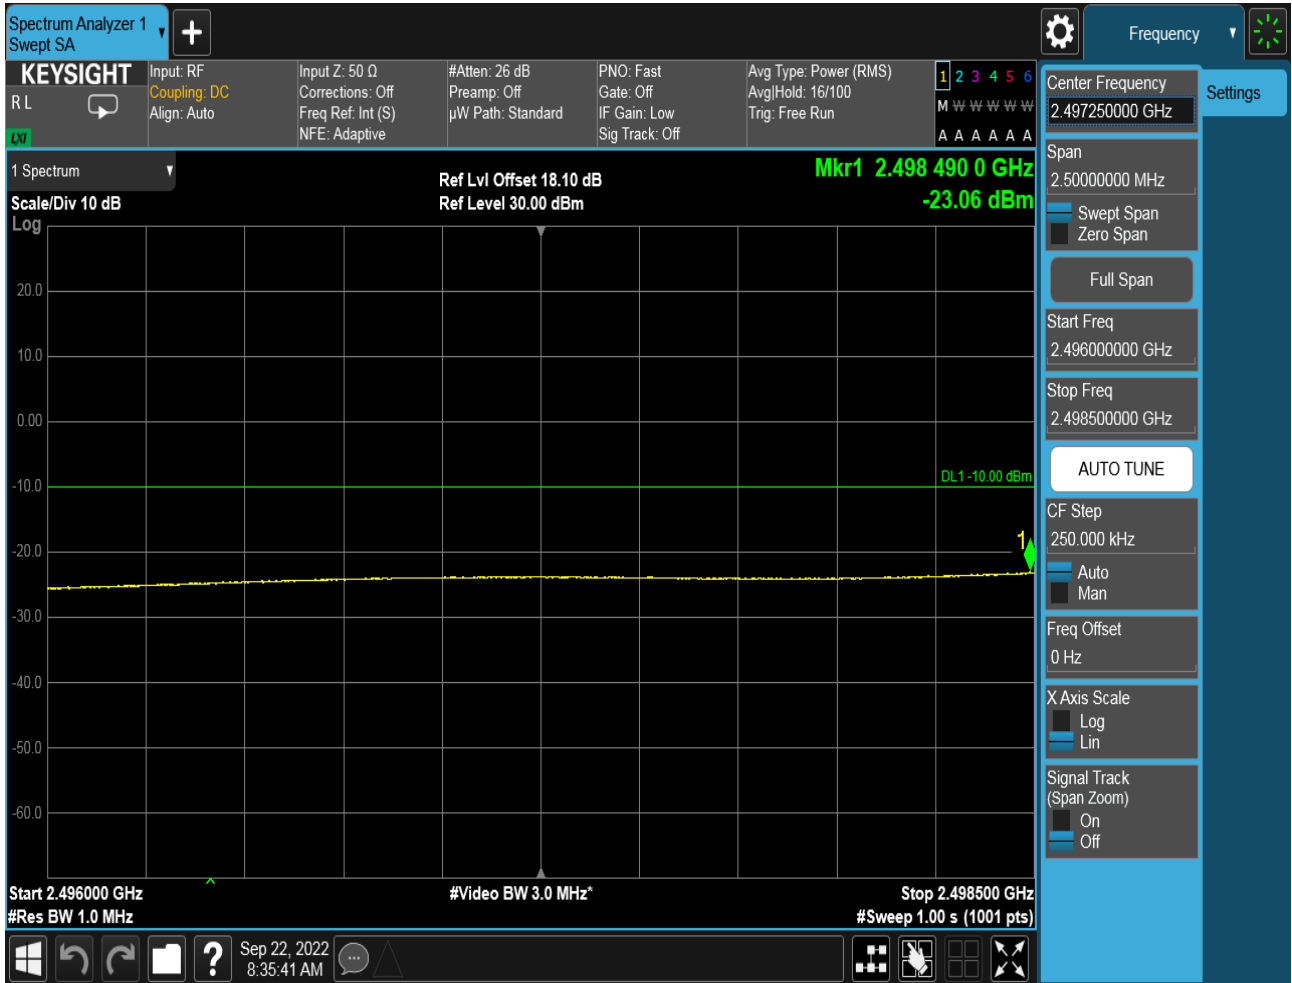 Spectrum Analyzer 1
Swept SA
Frequency
KEYSIGHT
R L
LXI
Input: RF
Coupling: DC
Align: Auto
Input Z: 50 Ω
Corrections: Off
Freq Ref: Int (S)
NFE: Adaptive
#Atten: 26 dB
Preamp: Off
µW Path: Standard
PNO: Fast
Gate: Off
IF Gain: Low
Sig Track: Off
Avg Type: Power (RMS)
Avg|Hold: 16/100
Trig: Free Run
1 2 3 4 5 6
M W W W W W
A A A A A A
1 Spectrum
Scale/Div 10 dB
Log
Ref Lvl Offset 18.10 dB
Ref Level 30.00 dBm
Mkr1 2.498 490 0 GHz
-23.06 dBm
20.0
10.0
0.00
-10.0
DL1 -10.00 dBm
1
-20.0
-30.0
-40.0
-50.0
-60.0
Start 2.496000 GHz
#Video BW 3.0 MHz*
Stop 2.498500 GHz
#Res BW 1.0 MHz
#Sweep 1.00 s (1001 pts)
?
Sep 22, 2022
8:35:41 AM
Center Frequency
2.497250000 GHz
Settings
Span
2.50000000 MHz
Swept Span
Zero Span
Full Span
Start Freq
2.496000000 GHz
Stop Freq
2.498500000 GHz
AUTO TUNE
CF Step
250.000 kHz
Auto
Man
Freq Offset
0 Hz
X Axis Scale
Log
Lin
Signal Track
(Span Zoom)
On
Off